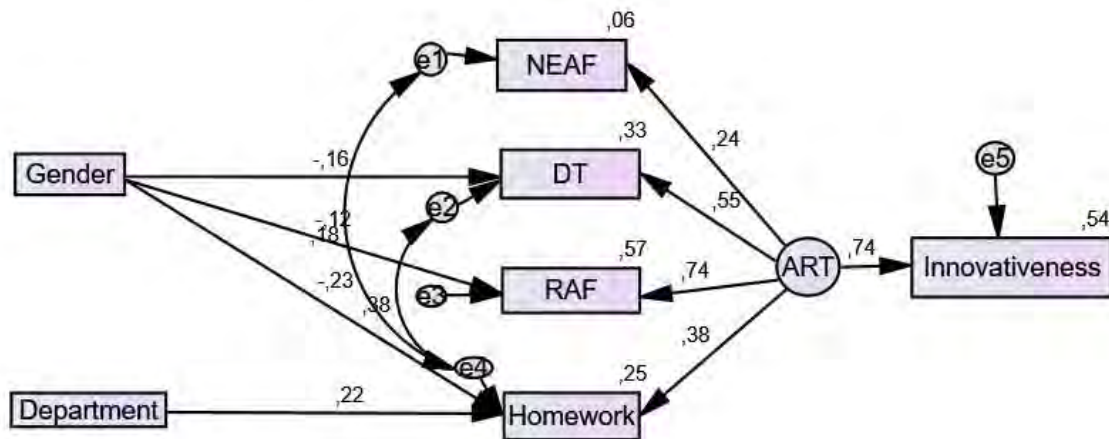 ,06
e1
NEAF
,24
,33
e5
Gender
-,16
DT
,54
e2
,55
-,12
,18
,57
ART
,74
Innovativeness
-,23
e3
RAF
,74
,38
,38
e4
,25
Department
,22
Homework